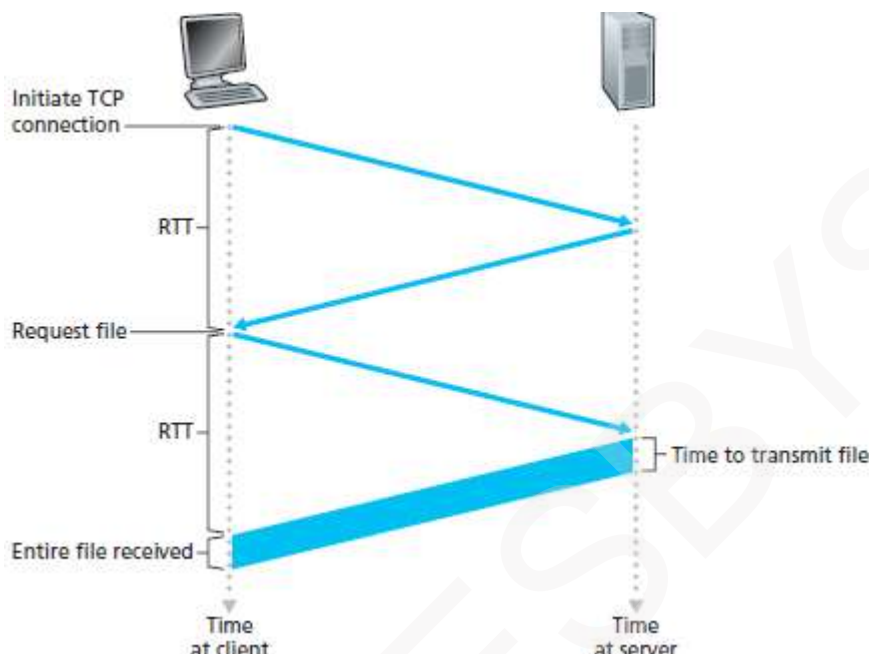 Initiate TCP
connection
RTT
Request file
RTT
Time to transmit file
Entire file received
Time
at client
Time
at server